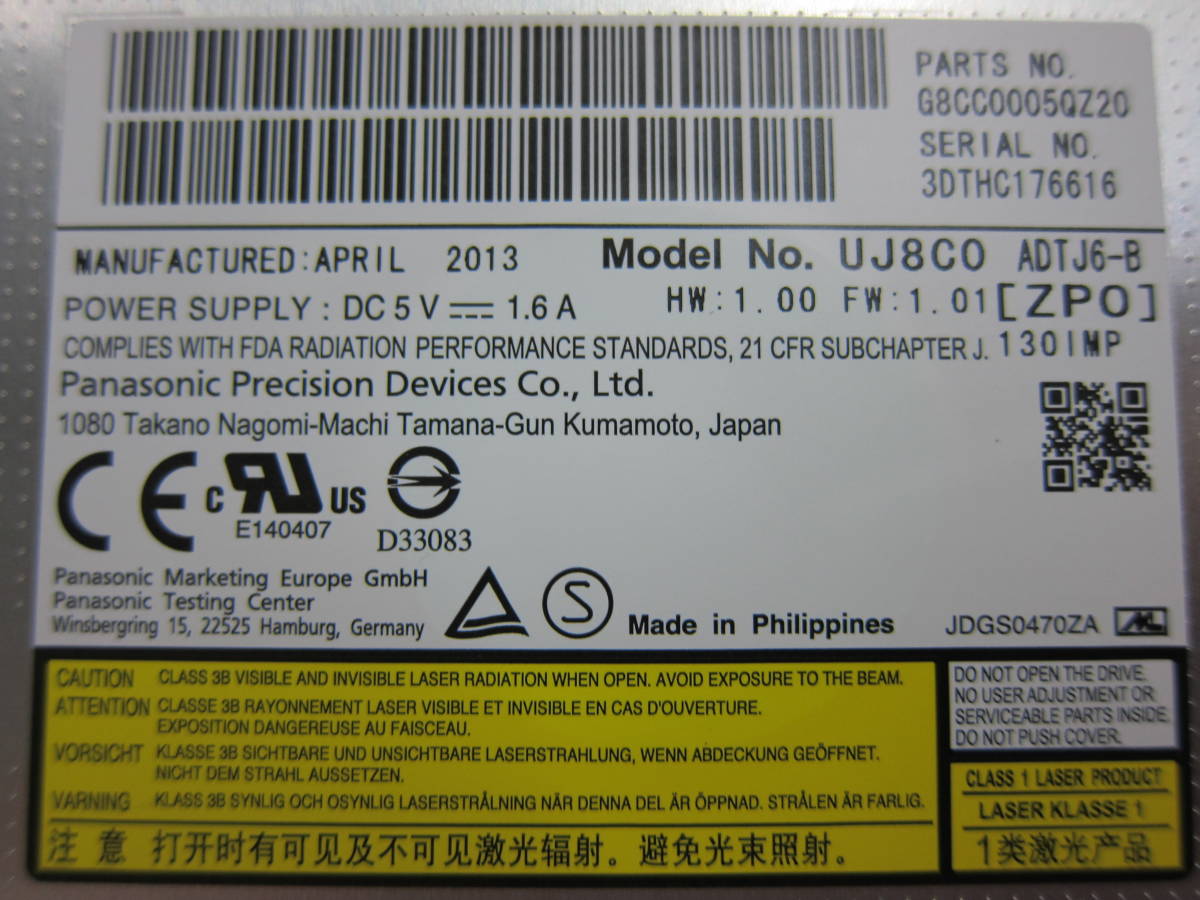 PARTS NO.
G8CC0005QZ20
SERIAL NO.
3DTHC176616
MANUFACTURED:APRIL 2013
Model No. UJ8C0 ADTJ6-B
POWER SUPPLY : DC 5 V ⎓ 1.6 A
HW:1.00 FW:1.01 [ZP0]
COMPLIES WITH FDA RADIATION PERFORMANCE STANDARDS, 21 CFR SUBCHAPTER J. 1301MP
Panasonic Precision Devices Co., Ltd.
1080 Takano Nagomi-Machi Tamana-Gun Kumamoto, Japan
CE
c RU US
E140407
D33083
Panasonic Marketing Europe GmbH
Panasonic Testing Center
Winsbergring 15, 22525 Hamburg, Germany
S
Made in Philippines
JDGS0470ZA
CAUTION CLASS 3B VISIBLE AND INVISIBLE LASER RADIATION WHEN OPEN. AVOID EXPOSURE TO THE BEAM.
ATTENTION CLASSE 3B RAYONNEMENT LASER VISIBLE ET INVISIBLE EN CAS D'OUVERTURE.
EXPOSITION DANGEREUSE AU FAISCEAU.
VORSICHT KLASSE 3B SICHTBARE UND UNSICHTBARE LASERSTRAHLUNG, WENN ABDECKUNG GEÖFFNET.
NICHT DEM STRAHL AUSSETZEN.
VARNING KLASS 3B SYNLIG OCH OSYNLIG LASERSTRÅLNING NÄR DENNA DEL ÄR ÖPPNAD. STRÅLEN ÄR FARLIG.
注 意 打开时有可见及不可见激光辐射。避免光束照射。
DO NOT OPEN THE DRIVE.
NO USER ADJUSTMENT OR
SERVICEABLE PARTS INSIDE.
DO NOT PUSH COVER.
CLASS 1 LASER PRODUCT
LASER KLASSE 1
1类激光产品